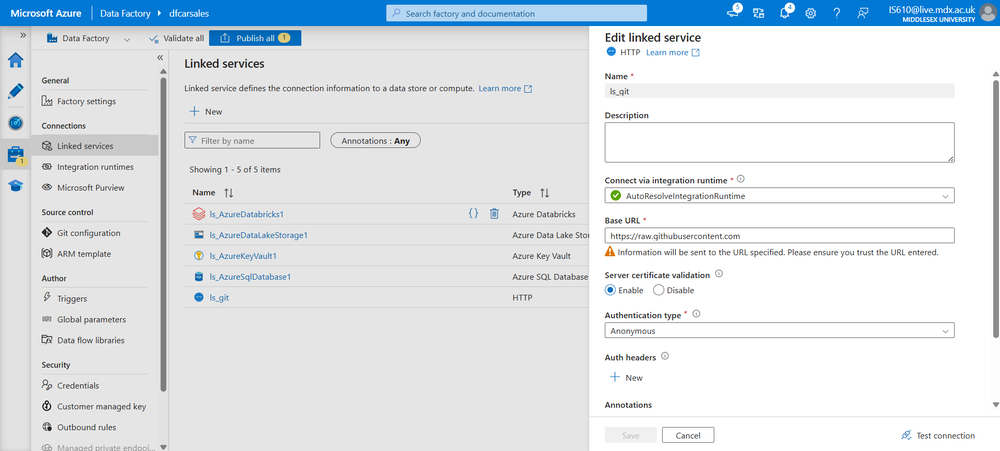 Microsoft Azure
Data Factory
dfcarsales
Search factory and documentation
5
4
IS610@live.mdx.ac.uk
MIDDLESEX UNIVERSITY
Data Factory
Validate all
Publish all 1
1
General
Factory settings
Connections
Linked services
Integration runtimes
Microsoft Purview
Source control
Git configuration
ARM template
Author
Triggers
Global parameters
Data flow libraries
Security
Credentials
Customer managed key
Outbound rules
Managed private endpoi...
Linked services
Linked service defines the connection information to a data store or compute. Learn more
New
Filter by name
Annotations : Any
Showing 1 - 5 of 5 items
Name Type
ls_AzureDatabricks1 {} Azure Databricks
ls_AzureDataLakeStorage1 Azure Data Lake Stor
ls_AzureKeyVault1 Azure Key Vault
SQL ls_AzureSqlDatabase1 Azure SQL Database
HTTP ls_git HTTP
Edit linked service
HTTP HTTP Learn more
Name *
ls_git
Description
Connect via integration runtime *
AutoResolveIntegrationRuntime
Base URL *
https://raw.githubusercontent.com
Information will be sent to the URL specified. Please ensure you trust the URL entered.
Server certificate validation
Enable Disable
Authentication type *
Anonymous
Auth headers
New
Annotations
Save Cancel Test connection